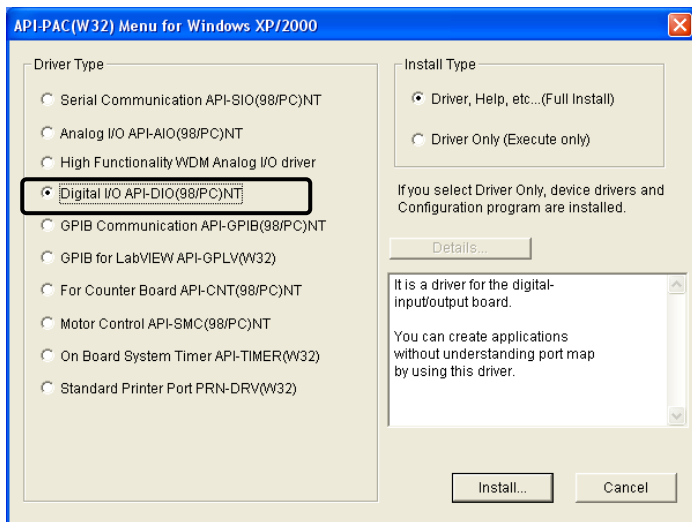 API-PAC(W32) Menu for Windows XP/2000
Driver Type
Serial Communication API-SIO(98/PC)NT
Analog I/O API-AIO(98/PC)NT
High Functionality WDM Analog I/O driver
Digital I/O API-DIO(98/PC)NT
GPIB Communication API-GPIB(98/PC)NT
GPIB for LabVIEW API-GPLV(W32)
For Counter Board API-CNT(98/PC)NT
Motor Control API-SMC(98/PC)NT
On Board System Timer API-TIMER(W32)
Standard Printer Port PRN-DRV(W32)
Install Type
Driver, Help, etc...(Full Install)
Driver Only (Execute only)
If you select Driver Only, device drivers and
Configuration program are installed.
Details...
It is a driver for the digital-
input/output board.
You can create applications
without understanding port map
by using this driver.
Install...
Cancel